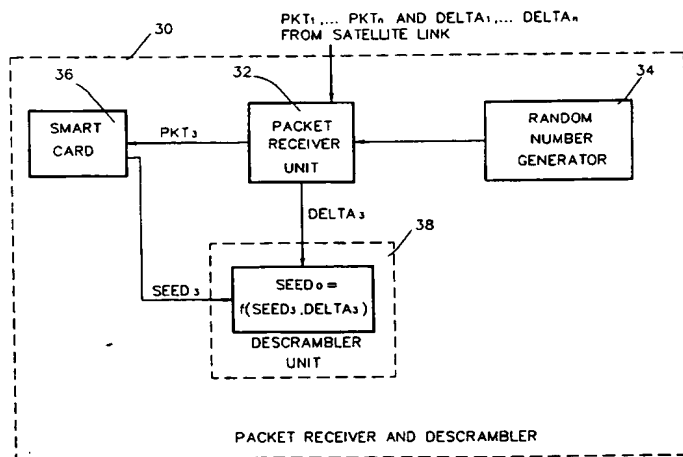 PKT₁,... PKTₙ AND DELTA₁,... DELTAₙ
FROM SATELLITE LINK
30
36
32
34
SMART
CARD
PKT₃
PACKET
RECEIVER
UNIT
RANDOM
NUMBER
GENERATOR
DELTA₃
38
SEED₃
SEED₀ =
f(SEED₃,DELTA₃)
DESCRAMBLER
UNIT
PACKET RECEIVER AND DESCRAMBLER